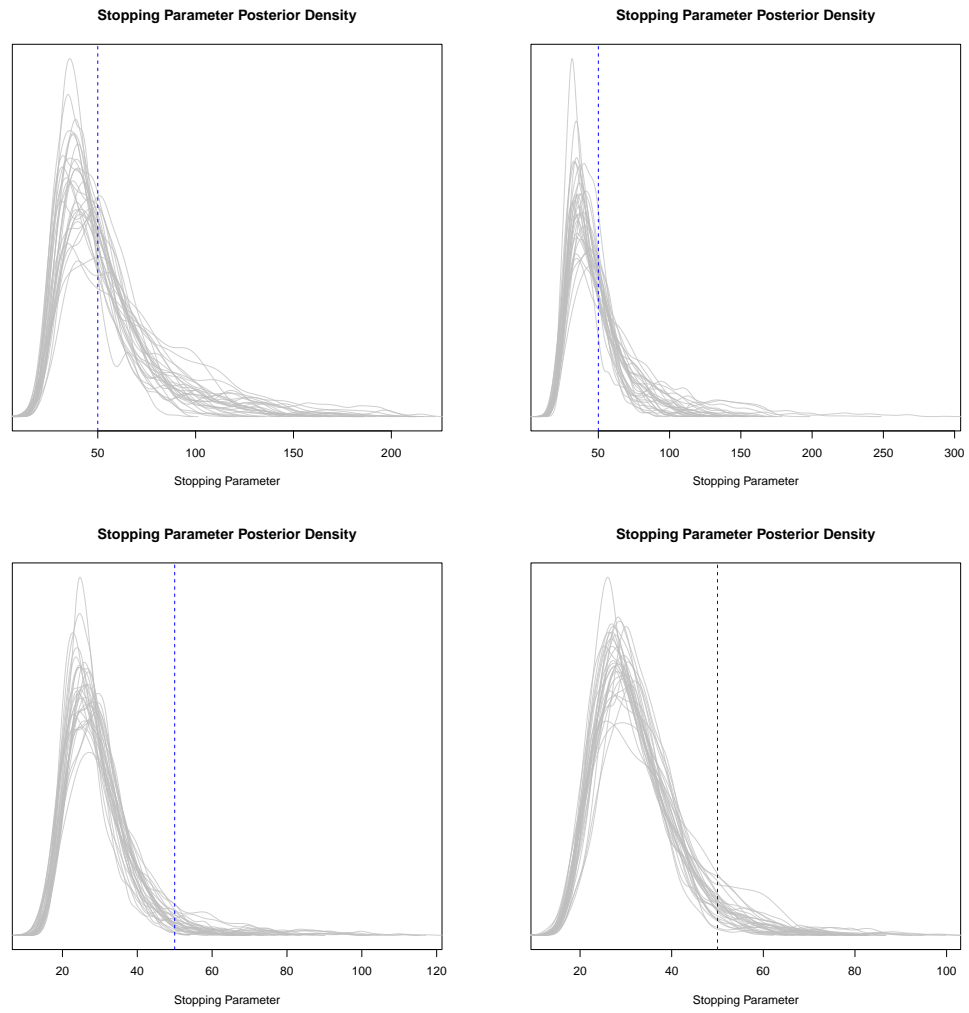 Stopping Parameter Posterior Density
Stopping Parameter Posterior Density
50 100 150 200
50 100 150 200 250 300
Stopping Parameter
Stopping Parameter
Stopping Parameter Posterior Density
Stopping Parameter Posterior Density
20 40 60 80 100 120
20 40 60 80 100
Stopping Parameter
Stopping Parameter